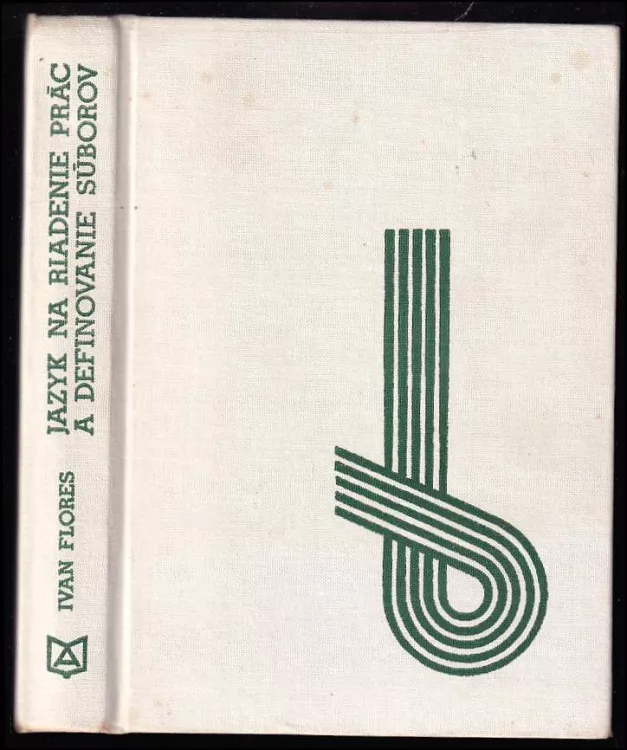 IVAN FLORES
JAZYK NA RIADENIE PRÁC
A DEFINOVANIE SÚBOROV